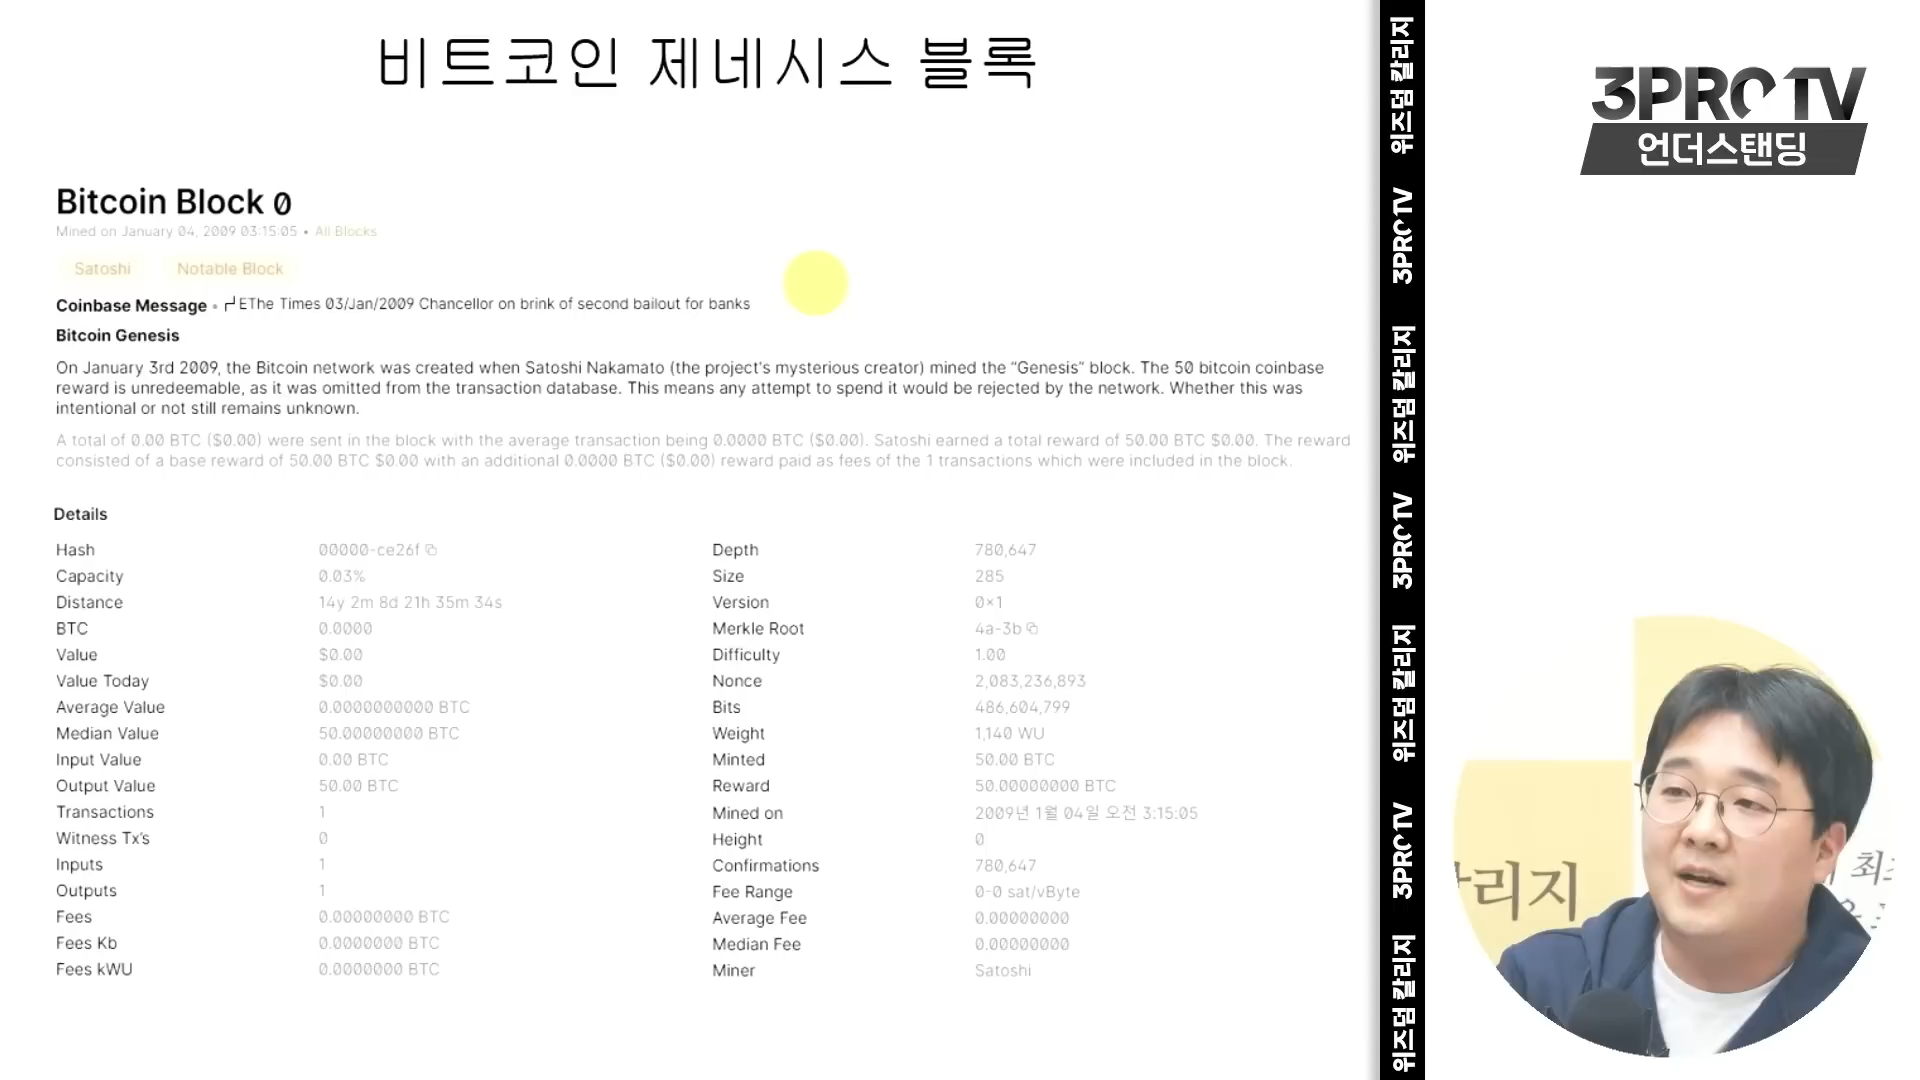 비트코인 제네시스 블록
Bitcoin Block 0
Mined on January 04, 2009 03:15:05 • All Blocks
Satoshi Notable Block
Coinbase Message • ┘EThe Times 03/Jan/2009 Chancellor on brink of second bailout for banks
Bitcoin Genesis
On January 3rd 2009, the Bitcoin network was created when Satoshi Nakamato (the project's mysterious creator) mined the “Genesis” block. The 50 bitcoin coinbase
reward is unredeemable, as it was omitted from the transaction database. This means any attempt to spend it would be rejected by the network. Whether this was
intentional or not still remains unknown.
A total of 0.00 BTC ($0.00) were sent in the block with the average transaction being 0.0000 BTC ($0.00). Satoshi earned a total reward of 50.00 BTC $0.00. The reward
consisted of a base reward of 50.00 BTC $0.00 with an additional 0.0000 BTC ($0.00) reward paid as fees of the 1 transactions which were included in the block.
Details
Hash 00000-ce26f
Capacity 0.03%
Distance 14y 2m 8d 21h 35m 34s
BTC 0.0000
Value $0.00
Value Today $0.00
Average Value 0.0000000000 BTC
Median Value 50.00000000 BTC
Input Value 0.00 BTC
Output Value 50.00 BTC
Transactions 1
Witness Tx's 0
Inputs 1
Outputs 1
Fees 0.00000000 BTC
Fees Kb 0.0000000 BTC
Fees kWU 0.0000000 BTC
Depth 780,647
Size 285
Version 0×1
Merkle Root 4a-3b
Difficulty 1.00
Nonce 2,083,236,893
Bits 486,604,799
Weight 1,140 WU
Minted 50.00 BTC
Reward 50.00000000 BTC
Mined on 2009년 1월 04일 오전 3:15:05
Height 0
Confirmations 780,647
Fee Range 0-0 sat/vByte
Average Fee 0.00000000
Median Fee 0.00000000
Miner Satoshi
위즈덤 칼리지
3PROTV
위즈덤 칼리지
3PROTV
위즈덤 칼리지
3PROTV
위즈덤 칼리지
3PROTV
언더스탠딩
리지